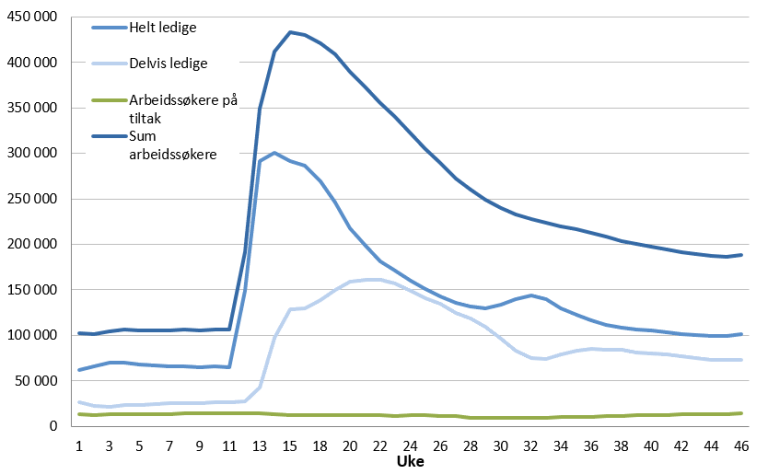 450 000
400 000
350 000
300 000
250 000
200 000
150 000
100 000
50 000
0
Helt ledige
Delvis ledige
Arbeidssøkere på
tiltak
Sum
arbeidssøkere
1 3 5 7 9 11 13 15 18 20 22 24 26 28 30 32 34 36 38 40 42 44 46
Uke